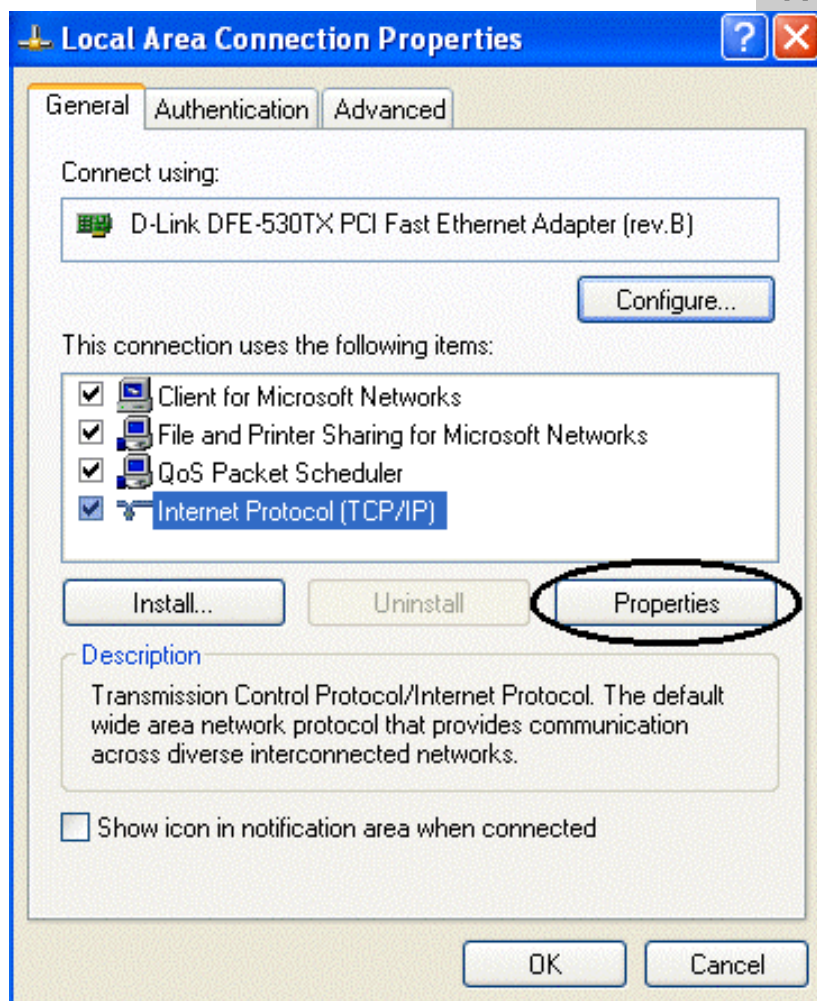 Local Area Connection Properties
General Authentication Advanced
Connect using:
D-Link DFE-530TX PCI Fast Ethernet Adapter (rev.B)
Configure...
This connection uses the following items:
Client for Microsoft Networks
File and Printer Sharing for Microsoft Networks
QoS Packet Scheduler
Internet Protocol (TCP/IP)
Install... Uninstall Properties
Description
Transmission Control Protocol/Internet Protocol. The default
wide area network protocol that provides communication
across diverse interconnected networks.
Show icon in notification area when connected
OK Cancel